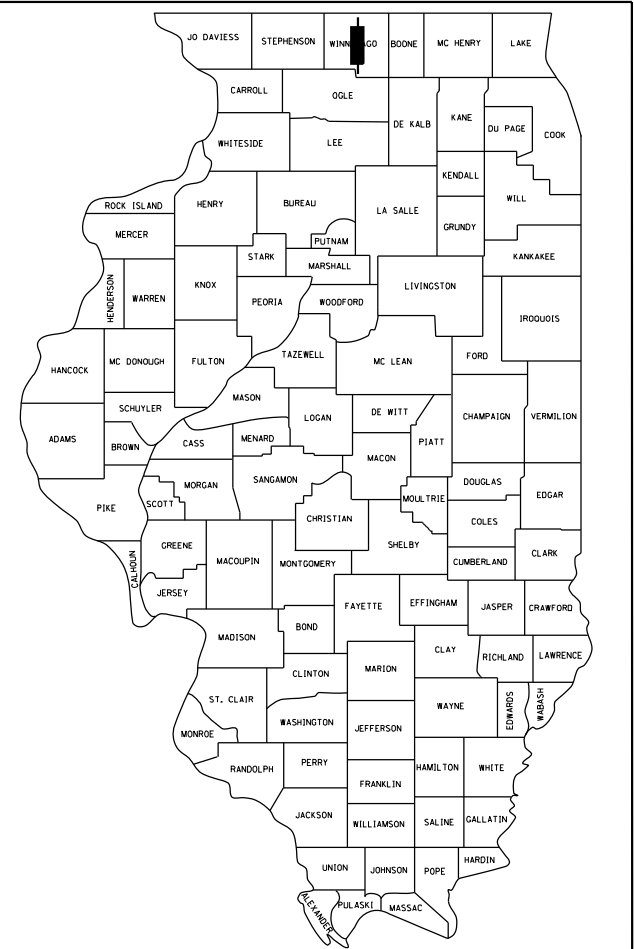 JO DAVIESS
STEPHENSON
WINN AGO
BOONE
MC HENRY
LAKE
CARROLL
OGLE
DE KALB
KANE
DU PAGE
COOK
WHITESIDE
LEE
KENDALL
WILL
ROCK ISLAND
HENRY
BUREAU
LA SALLE
GRUNDY
MERCER
PUTNAM
KANKAKEE
STARK
MARSHALL
HENDERSON
WARREN
KNOX
PEORIA
WOODFORD
LIVINGSTON
IROQUOIS
HANCOCK
MC DONOUGH
FULTON
TAZEWELL
MC LEAN
FORD
SCHUYLER
MASON
LOGAN
DE WITT
CHAMPAIGN
VERMILION
ADAMS
BROWN
CASS
MENARD
PIATT
MACON
PIKE
SCOTT
MORGAN
SANGAMON
MOULTRIE
DOUGLAS
EDGAR
CHRISTIAN
COLES
CALHOUN
GREENE
MACOUPIN
MONTGOMERY
SHELBY
CUMBERLAND
CLARK
JERSEY
FAYETTE
EFFINGHAM
JASPER
CRAWFORD
MADISON
BOND
CLAY
RICHLAND
LAWRENCE
CLINTON
MARION
ST. CLAIR
WAYNE
EDWARDS
WABASH
MONROE
WASHINGTON
JEFFERSON
RANDOLPH
PERRY
HAMILTON
WHITE
FRANKLIN
JACKSON
WILLIAMSON
SALINE
GALLATIN
UNION
JOHNSON
POPE
HARDIN
ALEXANDER
PULASKI
MASSAC